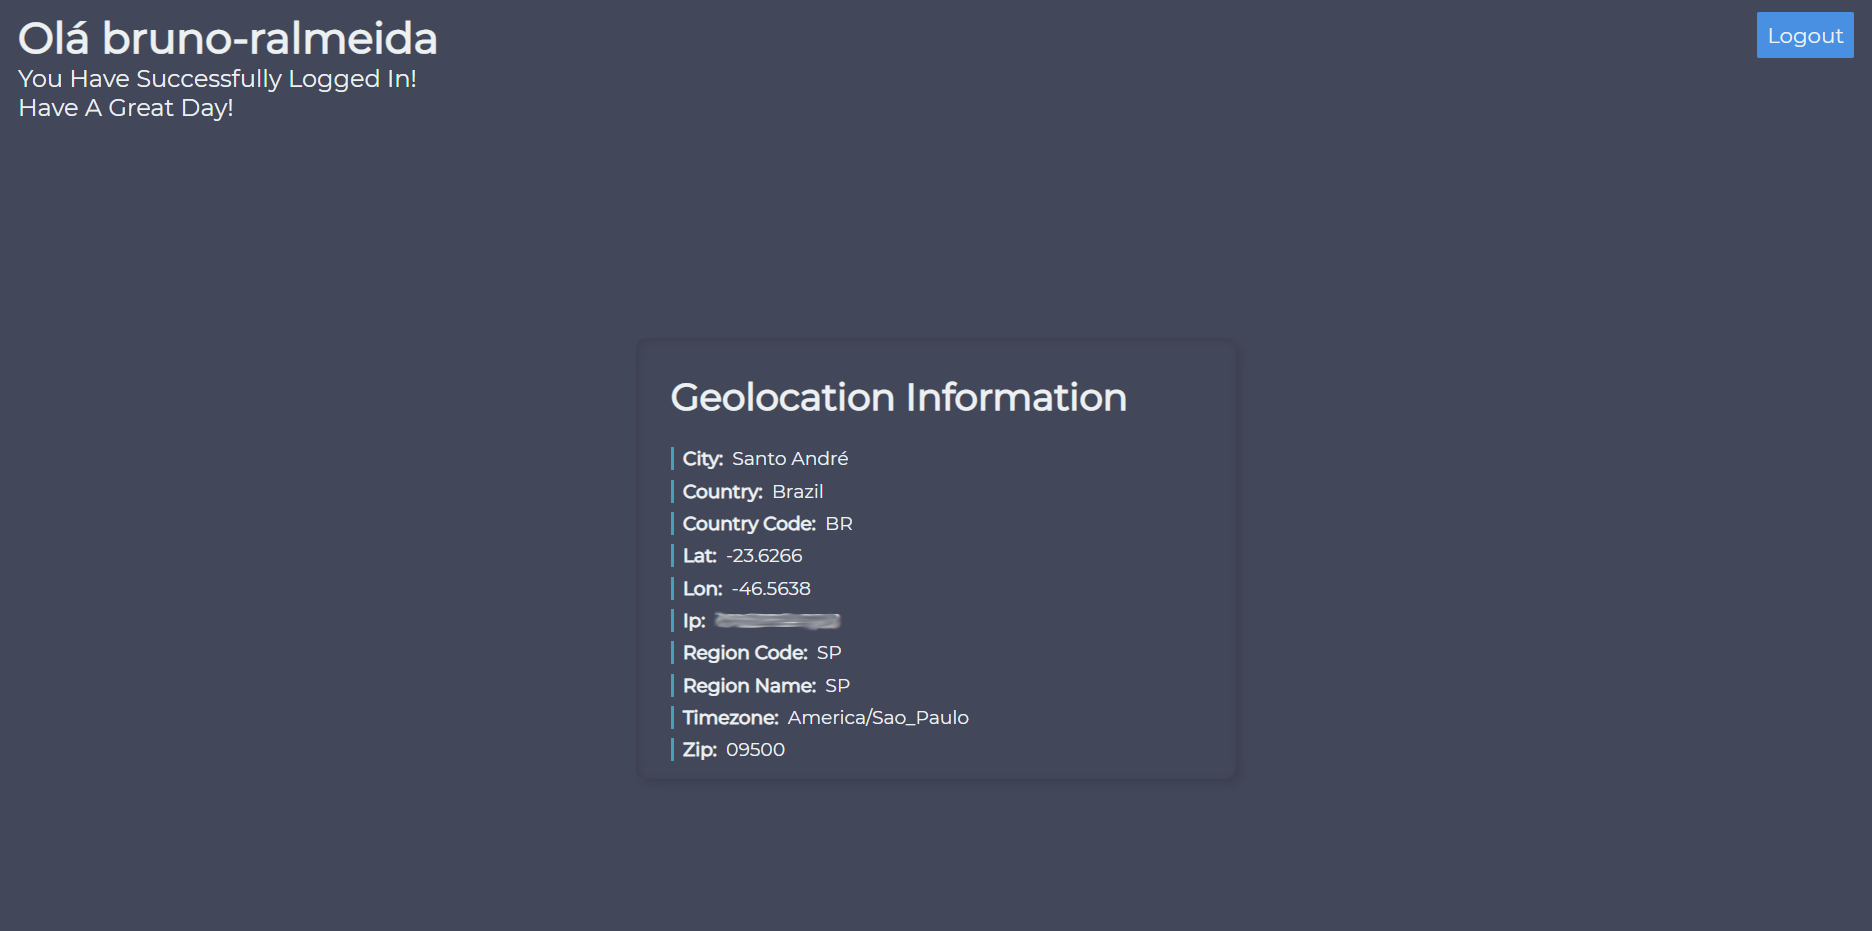 Olá bruno-ralmeida
Logout
You Have Successfully Logged In!
Have A Great Day!
Geolocation Information
City: Santo André
Country: Brazil
Country Code: BR
Lat: -23.6266
Lon: -46.5638
Ip:
Region Code: SP
Region Name: SP
Timezone: America/Sao_Paulo
Zip: 09500